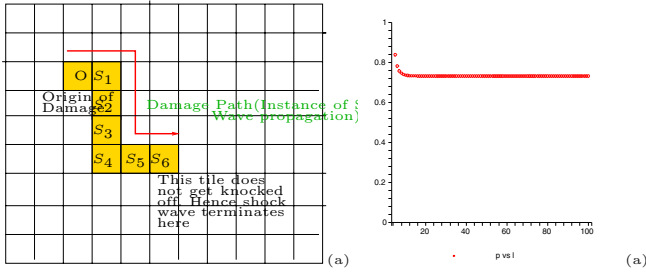 O S1
Origin of
Damage
S2
Damage Path(Instance of S
Wave propagation)
S3
S4 S5 S6
This tile does
not get knocked
off. Hence shock
wave terminates
here
(a)
1
0.8
0.6
0.4
0.2
0
20 40 60 80 100
p vs l
(a)